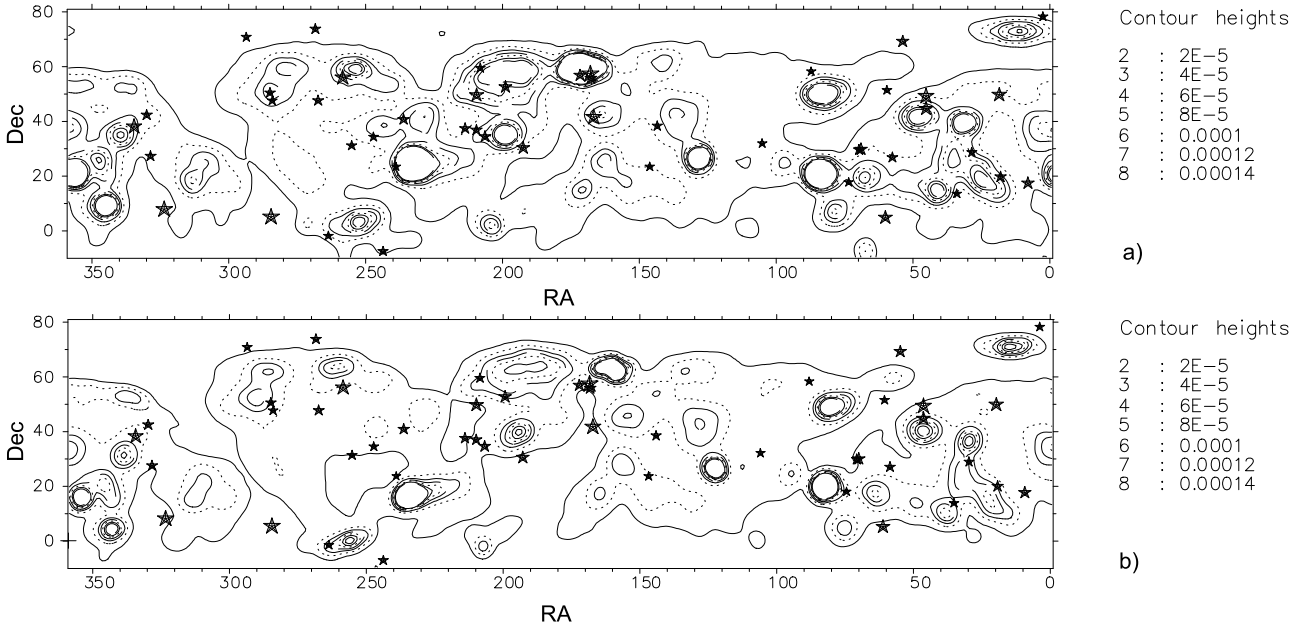 80
60
40
20
0
Dec
350
300
250
200
150
100
50
0
RA
Contour heights
2 : 2E-5
3 : 4E-5
4 : 6E-5
5 : 8E-5
6 : 0.0001
7 : 0.00012
8 : 0.00014
a)
80
60
40
20
0
Dec
350
300
250
200
150
100
50
0
RA
Contour heights
2 : 2E-5
3 : 4E-5
4 : 6E-5
5 : 8E-5
6 : 0.0001
7 : 0.00012
8 : 0.00014
b)